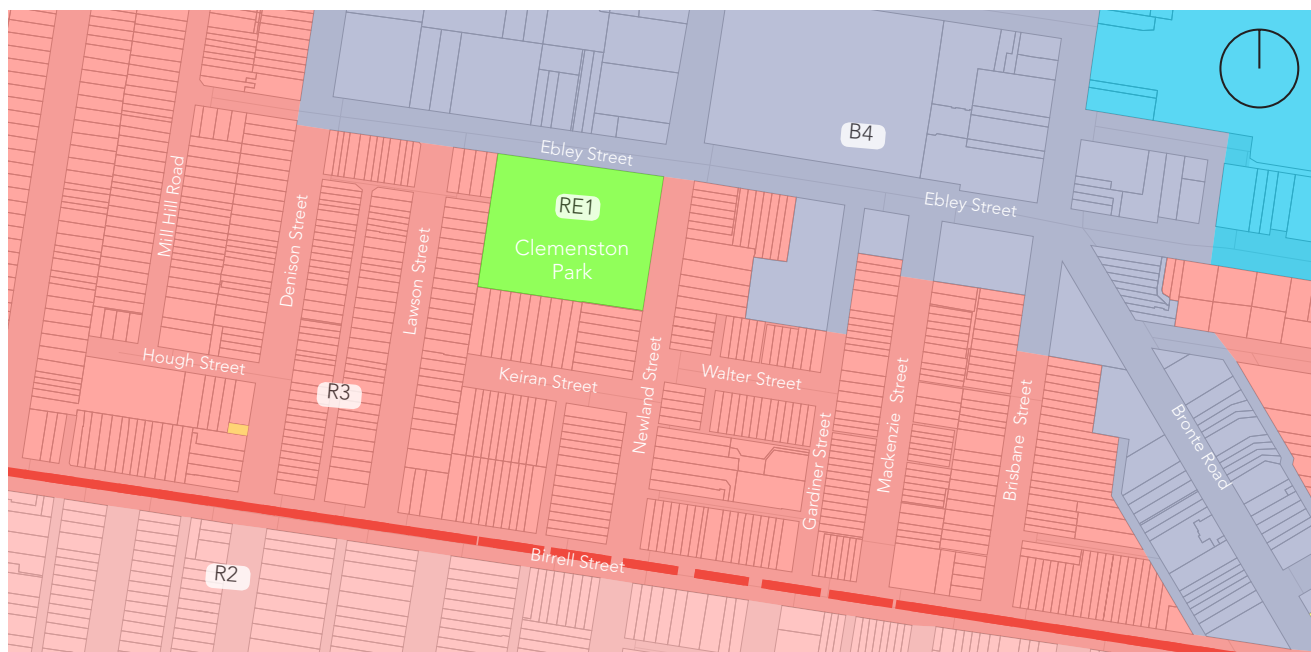 B4
Ebley Street
RE1
Ebley Street
Mill Hill Road
Denison Street
Lawson Street
Clemenston
Park
Hough Street
Keiran Street
Newland Street
Walter Street
R3
Gardiner Street
Mackenzie Street
Brisbane Street
Bronte Road
Birrell Street
R2